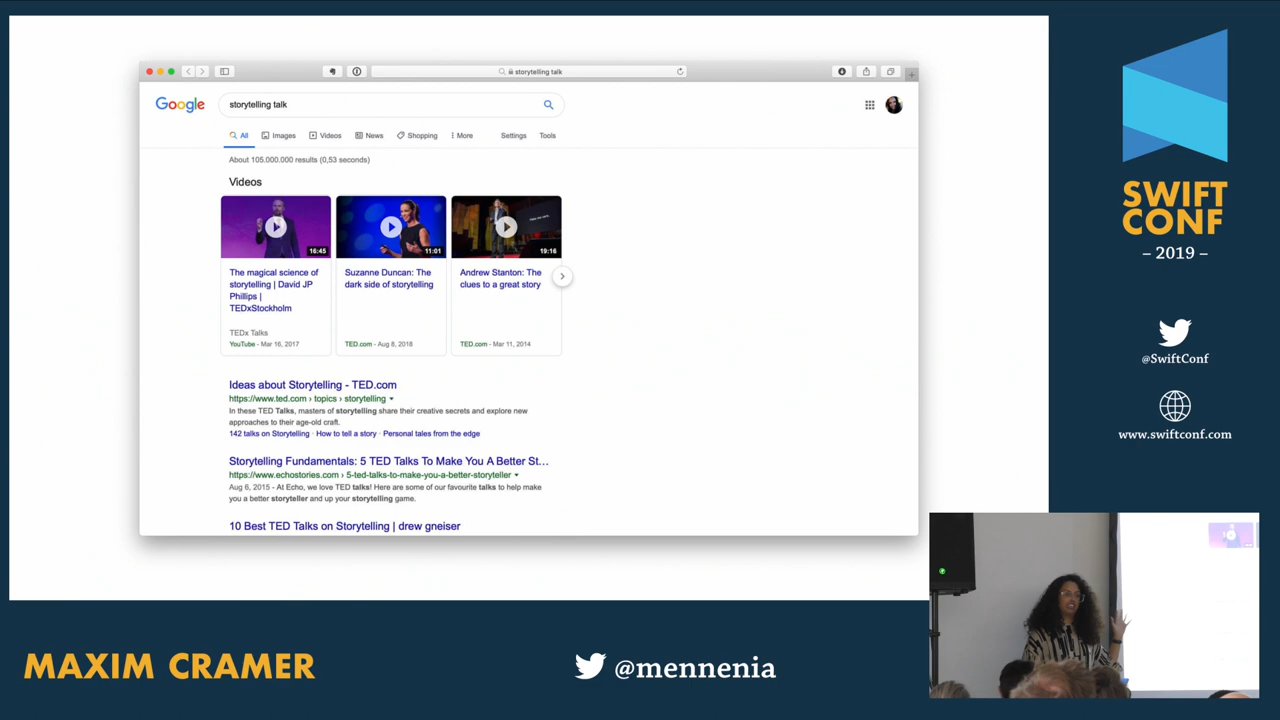 storytelling talk
Google
storytelling talk
All Images Videos News Shopping More Settings Tools
About 105.000.000 results (0,53 seconds)
Videos
16:45
11:01
19:16
The magical science of
storytelling | David JP
Phillips |
TEDxStockholm
TEDx Talks
YouTube - Mar 16, 2017
Suzanne Duncan: The
dark side of storytelling
TED.com - Aug 8, 2018
Andrew Stanton: The
clues to a great story
TED.com - Mar 11, 2014
Ideas about Storytelling - TED.com
https://www.ted.com › topics › storytelling
In these TED Talks, masters of storytelling share their creative secrets and explore new
approaches to their age-old craft.
142 talks on Storytelling · How to tell a story · Personal tales from the edge
Storytelling Fundamentals: 5 TED Talks To Make You A Better St...
https://www.echostories.com › 5-ted-talks-to-make-you-a-better-storyteller
Aug 6, 2015 - At Echo, we love TED talks! Here are some of our favourite talks to help make
you a better storyteller and up your storytelling game.
10 Best TED Talks on Storytelling | drew gneiser
SWIFT
CONF
– 2019 –
@SwiftConf
www.swiftconf.com
MAXIM CRAMER
@mennenia